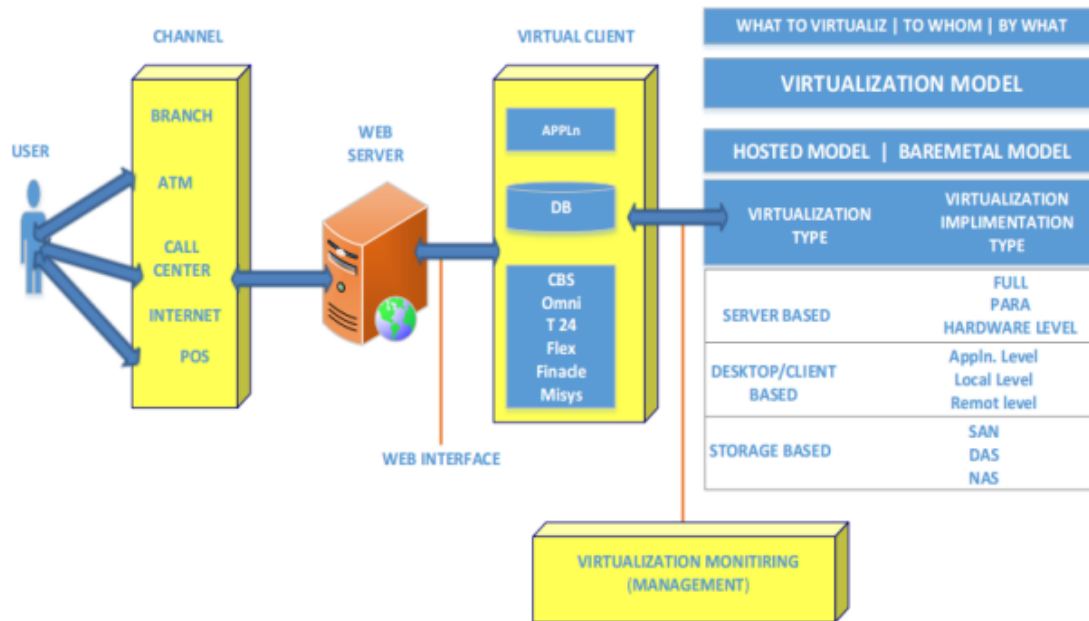 CHANNEL
VIRTUAL CLIENT
WHAT TO VIRTUALIZ | TO WHOM | BY WHAT
VIRTUALIZATION MODEL
HOSTED MODEL | BAREMETAL MODEL
USER
BRANCH
ATM
CALL
CENTER
INTERNET
POS
WEB
SERVER
WEB INTERFACE
APPLn
DB
CBS
Omni
T 24
Flex
Finacle
Misys
VIRTUALIZATION
TYPE
VIRTUALIZATION
IMPLIMENTATION
TYPE
SERVER BASED
FULL
PARA
HARDWARE LEVEL
DESKTOP/CLIENT
BASED
Appln. Level
Local Level
Remot level
STORAGE BASED
SAN
DAS
NAS
VIRTUALIZATION MONITIRING
(MANAGEMENT)